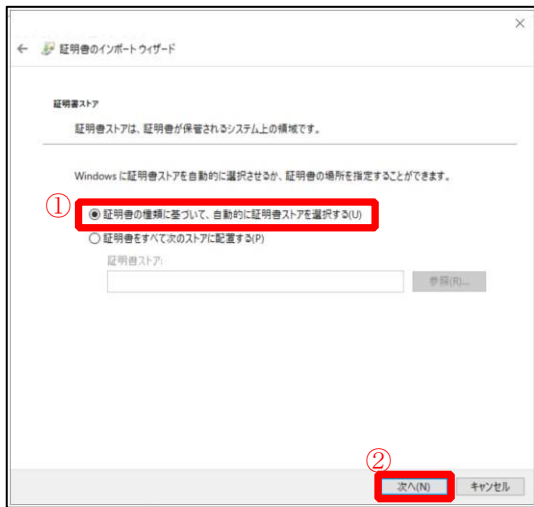 × 
← 証明書のインポート ウィザード
証明書ストア
証明書ストアは、証明書が保管されるシステム上の領域です。
Windows に証明書ストアを自動的に選択させるか、証明書の場所を指定することができます。
① 証明書の種類に基づいて、自動的に証明書ストアを選択する(U)
証明書をすべて次のストアに配置する(P)
証明書ストア:
参照(R)...
②
次へ(N) キャンセル